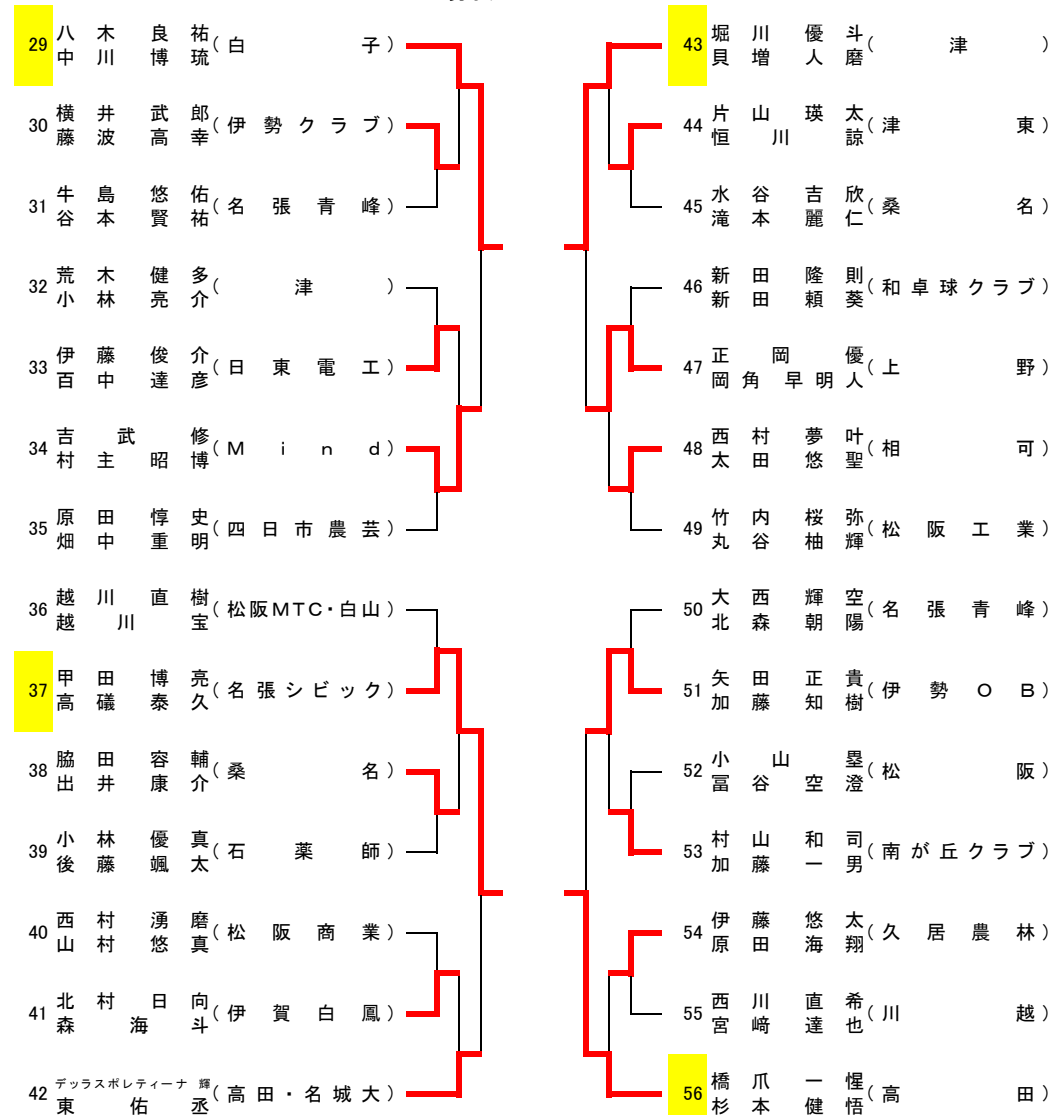 29 八木良祐 中川博琉 (白子)
30 横井武郎 藤波高幸 (伊勢クラブ)
31 牛島悠佑 谷本賢祐 (名張青峰)
32 荒木健多 小林亮介 (津)
33 伊藤俊介 百中達彦 (日東電工)
34 吉武修 村主昭博 (Mind)
35 原田惇史 畑中重明 (四日市農芸)
36 越川直樹 越川宝 (松阪MTC・白山)
37 甲田博亮 高礒泰久 (名張シビック)
38 脇田容輔 出井康介 (桑名)
39 小林優真 後藤颯太 (石薬師)
40 西村湧磨 山村悠真 (松阪商業)
41 北村日向 森海斗 (伊賀白鳳)
42 デッラスポレティーナ 輝 東佑丞 (高田・名城大)
43 堀川優斗 貝増人磨 (津)
44 片山瑛太 恒川諒 (津東)
45 水谷吉欣 滝本麗仁 (桑名)
46 新田隆則 新田頼葵 (和卓球クラブ)
47 正岡優 岡角早明人 (上野)
48 西村夢叶 太田悠聖 (相可)
49 竹内桜弥 丸谷柚輝 (松阪工業)
50 大西輝空 北森朝陽 (名張青峰)
51 矢田正貴 加藤知樹 (伊勢OB)
52 小山塁 冨谷空澄 (松阪)
53 村山和司 加藤一男 (南が丘クラブ)
54 伊藤悠太 原田海翔 (久居農林)
55 西川直希 宮﨑達也 (川越)
56 橋爪一惺 杉本健悟 (高田)